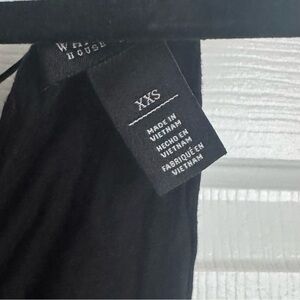 HOUSE
XXS
MADE IN
VIETNAM
HECHO EN
VIETNAM
FABRIQUÉ EN
VIETNAM